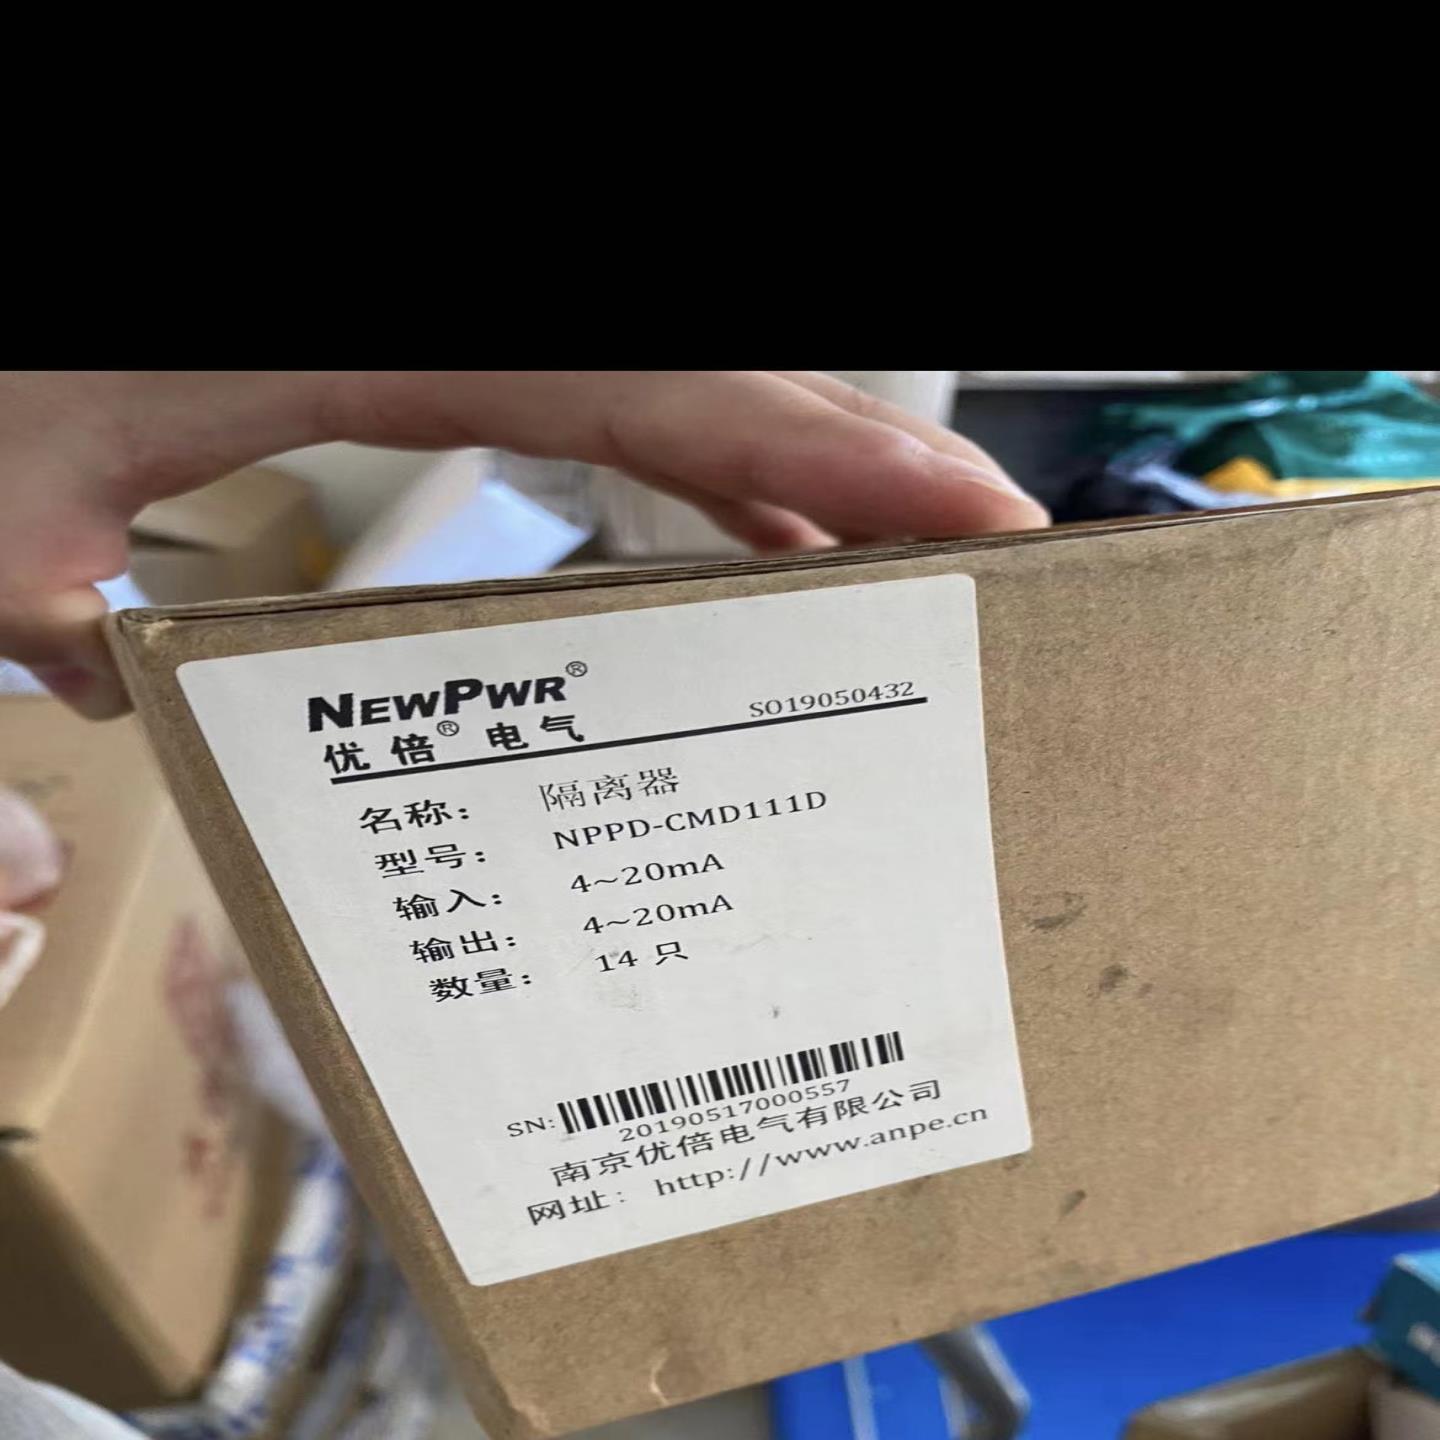 NEWPWR®
优倍® 电气
SO19050432
名称: 隔离器
型号: NPPD-CMD111D
输入: 4~20mA
输出: 4~20mA
数量: 14 只
SN:
20190517000557
南京优倍电气有限公司
网址: http://www.anpe.cn